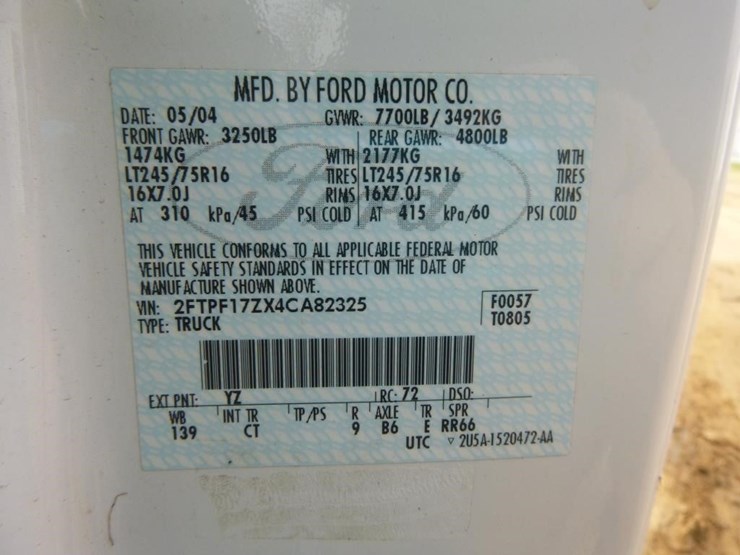 MFD. BY FORD MOTOR CO.
DATE: 05/04 GVWR: 7700LB/ 3492KG
FRONT GAWR: 3250LB REAR GAWR: 4800LB
1474KG WITH 2177KG WITH
LT245/75R16 TIRES LT245/75R16 TIRES
16X7.0J RIMS 16X7.0J RIMS
AT 310 kPa/45 PSI COLD AT 415 kPa/60 PSI COLD
Ford
THIS VEHICLE CONFORMS TO ALL APPLICABLE FEDERAL MOTOR
VEHICLE SAFETY STANDARDS IN EFFECT ON THE DATE OF
MANUFACTURE SHOWN ABOVE.
VIN: 2FTPF17ZX4CA82325 F0057
TYPE: TRUCK T0805
EXT PNT: YZ RC: 72 DSO:
WB INT TR TP/PS R AXLE TR SPR
139 CT 9 B6 E RR66
UTC ▽ 2U5A-1520472-AA